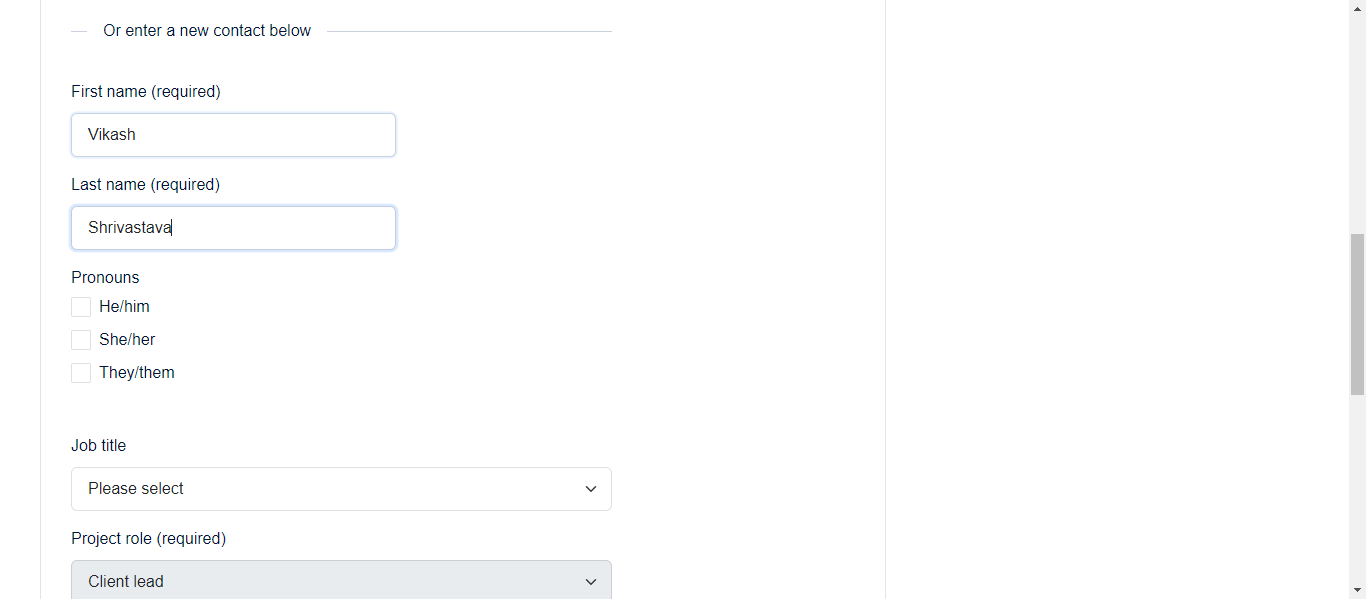 Or enter a new contact below
First name (required)
Vikash
Last name (required)
Shrivastava
Pronouns
He/him
She/her
They/them
Job title
Please select
Project role (required)
Client lead